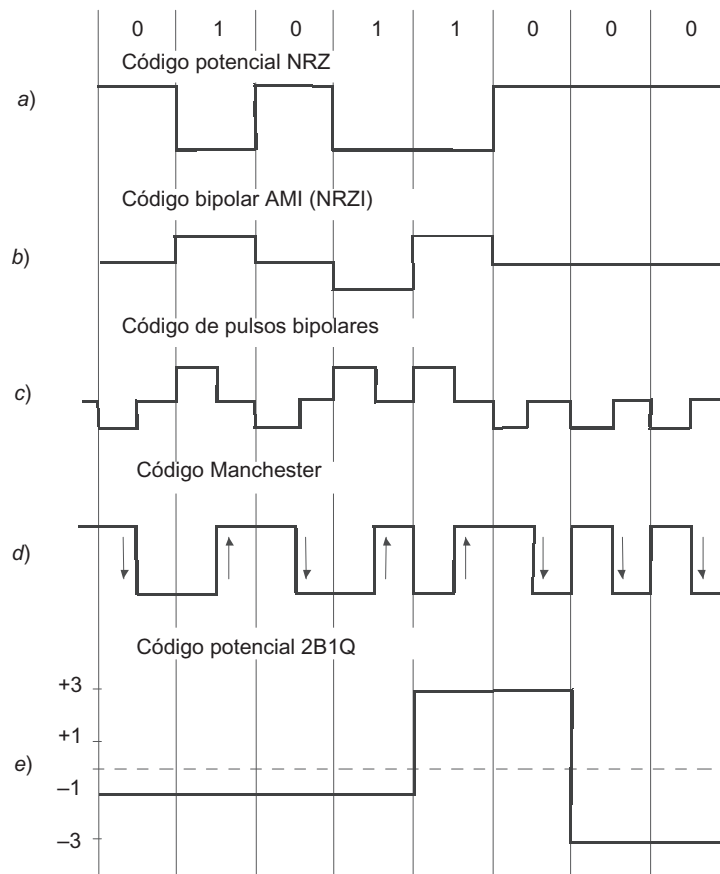 0 1 0 1 1 0 0 0
Código potencial NRZ
a)
Código bipolar AMI (NRZI)
b)
Código de pulsos bipolares
c)
Código Manchester
d)
Código potencial 2B1Q
+3
+1
e)
–1
–3